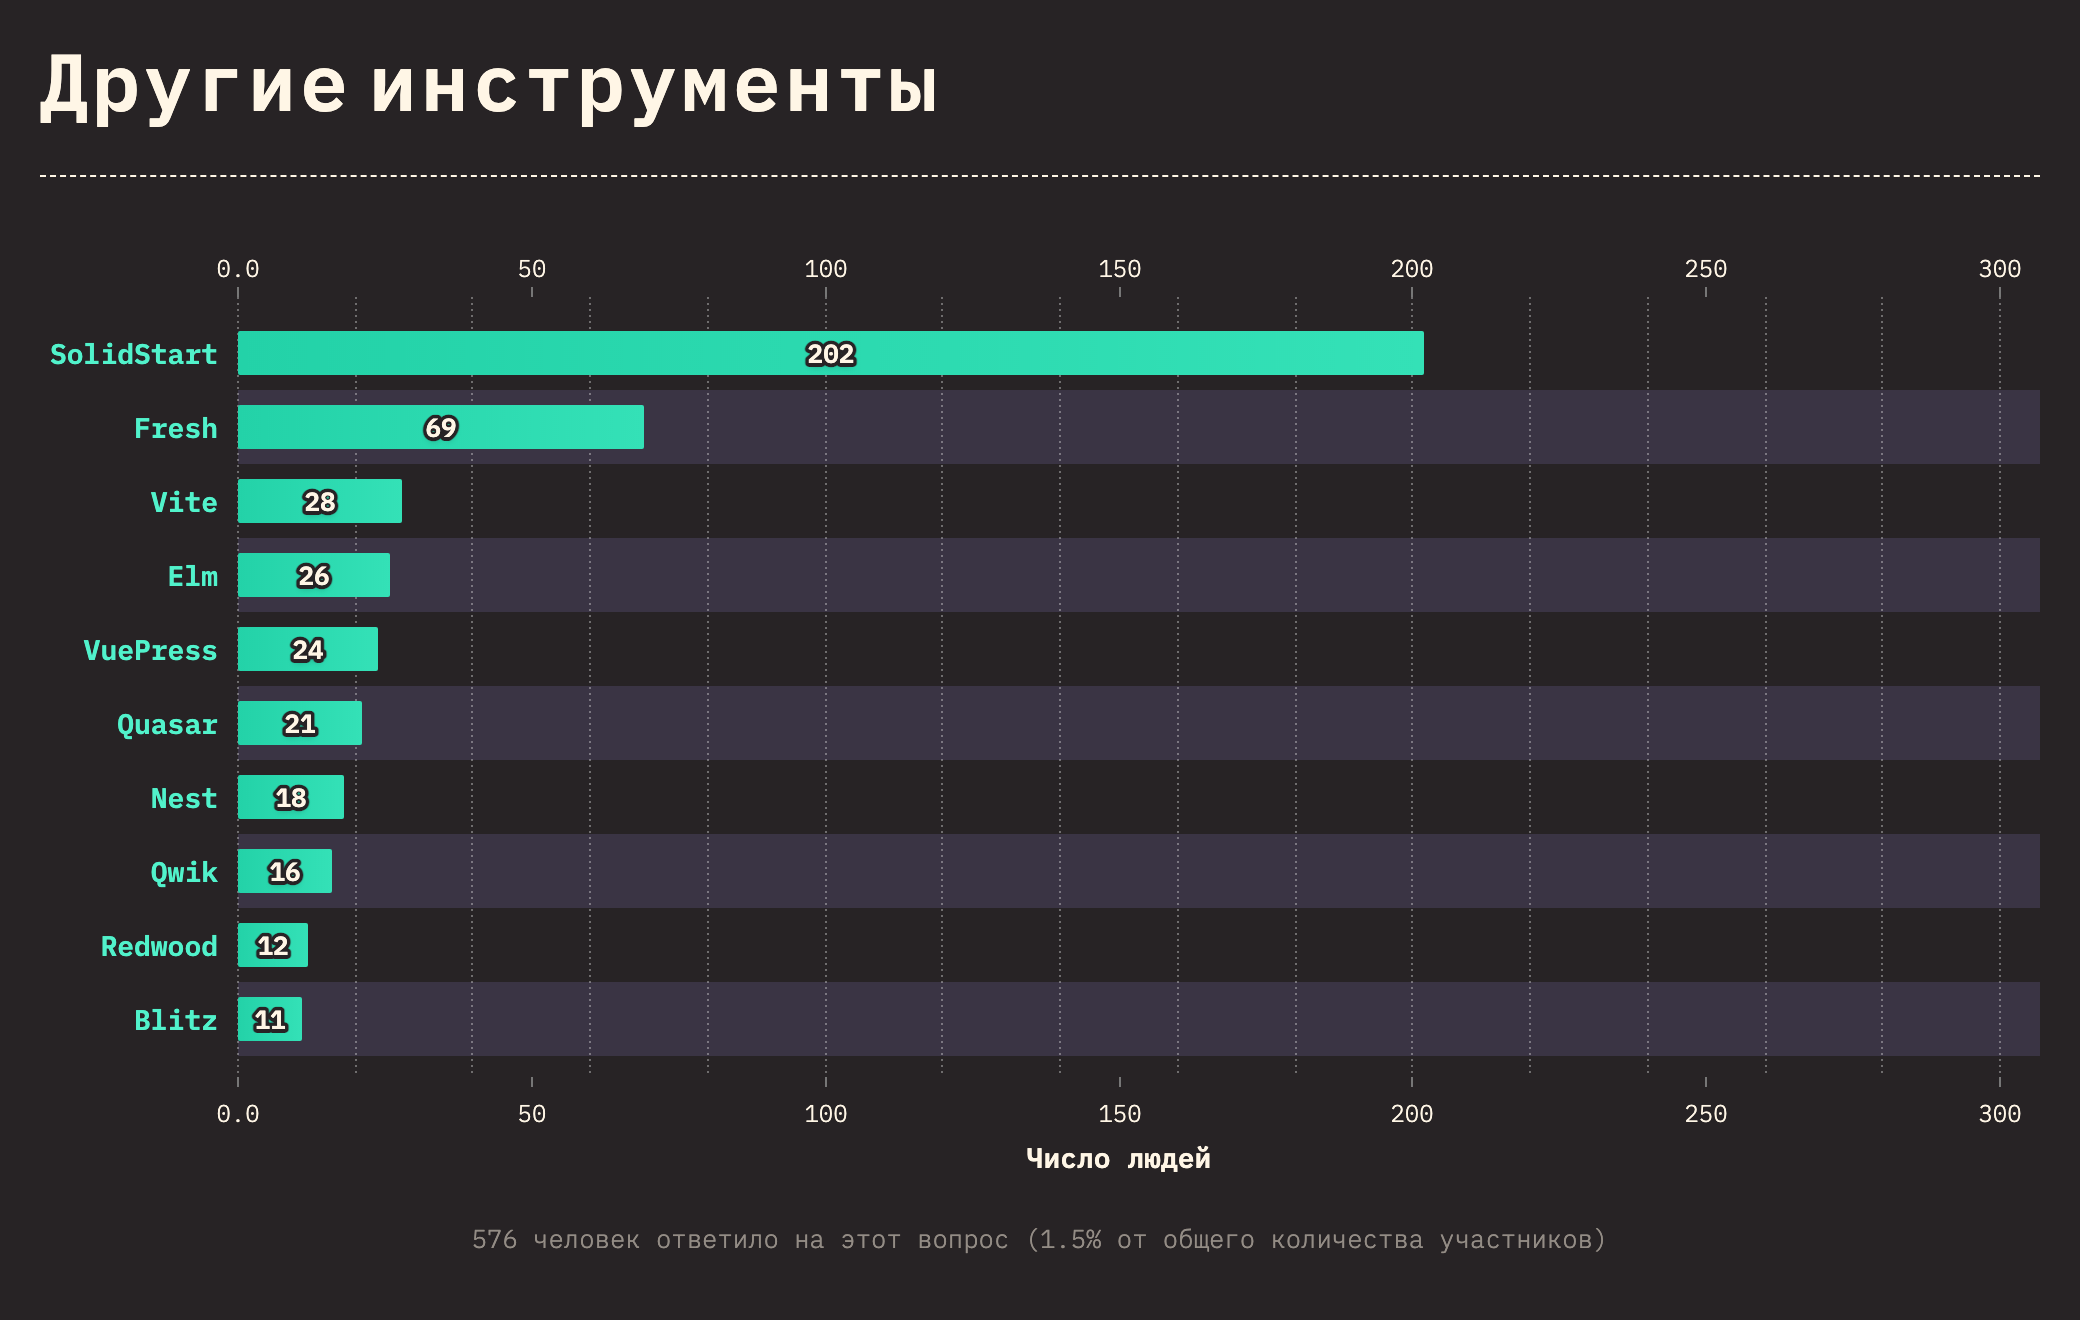 Другие инструменты
0.0 50 100 150 200 250 300
SolidStart 202
Fresh 69
Vite 28
Elm 26
VuePress 24
Quasar 21
Nest 18
Qwik 16
Redwood 12
Blitz 11
0.0 50 100 150 200 250 300
Число людей
576 человек ответило на этот вопрос (1.5% от общего количества участников)